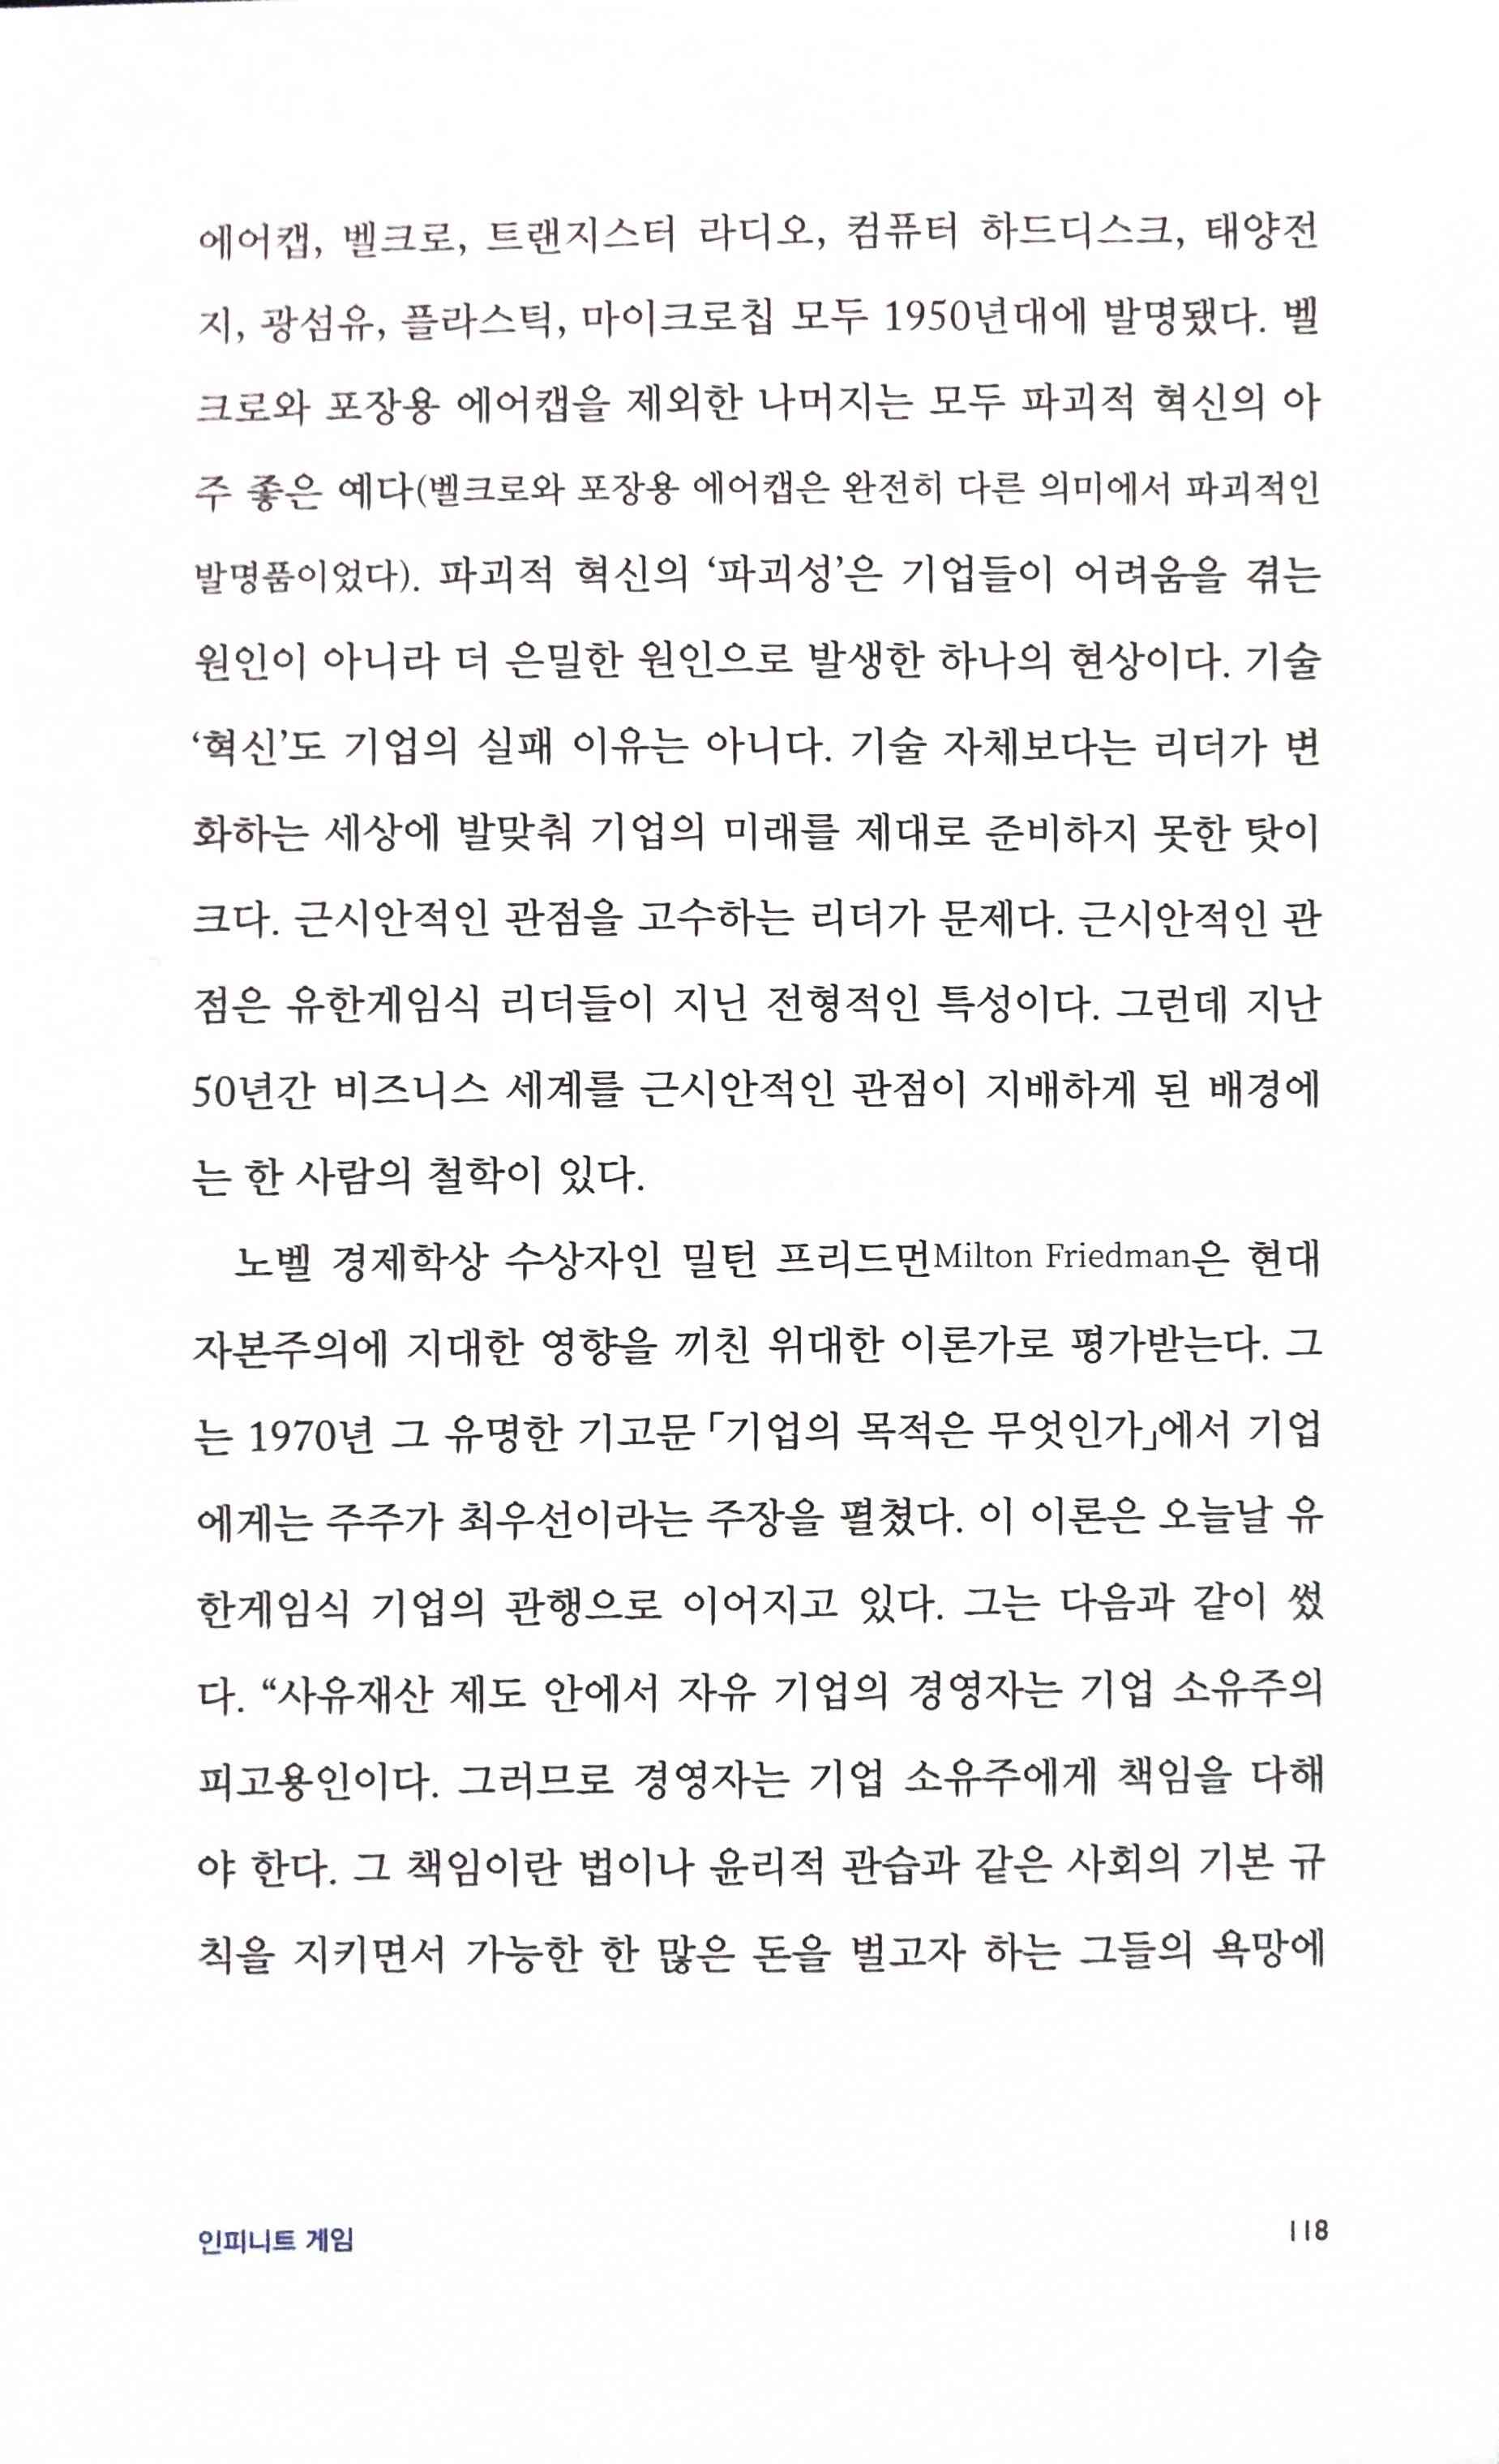 에어캡, 벨크로, 트랜지스터 라디오, 컴퓨터 하드디스크, 태양전
지, 광섬유, 플라스틱, 마이크로칩 모두 1950년대에 발명됐다. 벨
크로와 포장용 에어캡을 제외한 나머지는 모두 파괴적 혁신의 아
주 좋은 예다(벨크로와 포장용 에어캡은 완전히 다른 의미에서 파괴적인
발명품이었다). 파괴적 혁신의 ‘파괴성’은 기업들이 어려움을 겪는
원인이 아니라 더 은밀한 원인으로 발생한 하나의 현상이다. 기술
‘혁신’도 기업의 실패 이유는 아니다. 기술 자체보다는 리더가 변
화하는 세상에 발맞춰 기업의 미래를 제대로 준비하지 못한 탓이
크다. 근시안적인 관점을 고수하는 리더가 문제다. 근시안적인 관
점은 유한게임식 리더들이 지닌 전형적인 특성이다. 그런데 지난
50년간 비즈니스 세계를 근시안적인 관점이 지배하게 된 배경에
는 한 사람의 철학이 있다.
노벨 경제학상 수상자인 밀턴 프리드먼Milton Friedman은 현대
자본주의에 지대한 영향을 끼친 위대한 이론가로 평가받는다. 그
는 1970년 그 유명한 기고문 「기업의 목적은 무엇인가」에서 기업
에게는 주주가 최우선이라는 주장을 펼쳤다. 이 이론은 오늘날 유
한게임식 기업의 관행으로 이어지고 있다. 그는 다음과 같이 썼
다. “사유재산 제도 안에서 자유 기업의 경영자는 기업 소유주의
피고용인이다. 그러므로 경영자는 기업 소유주에게 책임을 다해
야 한다. 그 책임이란 법이나 윤리적 관습과 같은 사회의 기본 규
칙을 지키면서 가능한 한 많은 돈을 벌고자 하는 그들의 욕망에
인피니트 게임
118